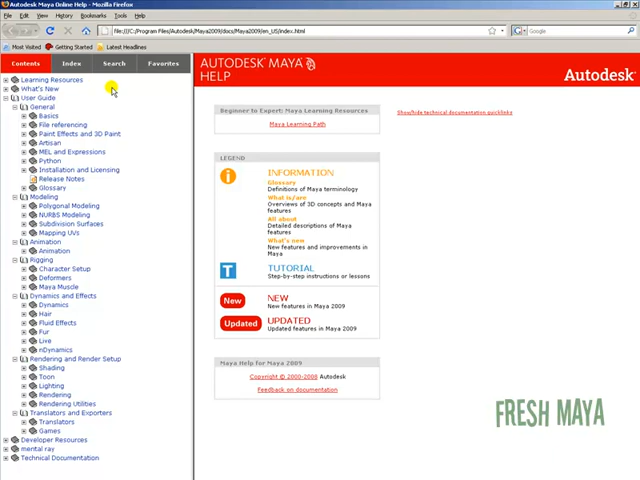 Autodesk Maya Online Help - Mozilla Firefox
File Edit View History Bookmarks Tools Help
file:///C:/Program Files/Autodesk/Maya2009/docs/Maya2009/en_US/index.html
Most Visited Getting Started Latest Headlines
Contents Index Search Favorites
Learning Resources
What's New
User Guide
General
Basics
File referencing
Paint Effects and 3D Paint
Artisan
MEL and Expressions
Python
Installation and Licensing
Release Notes
Glossary
Modeling
Polygonal Modeling
NURBS Modeling
Subdivision Surfaces
Mapping UVs
Animation
Animation
Rigging
Character Setup
Deformers
Maya Muscle
Dynamics and Effects
Dynamics
Hair
Fluid Effects
Fur
Live
nDynamics
Rendering and Render Setup
Shading
Toon
Lighting
Rendering
Rendering Utilities
Translators and Exporters
Translators
Games
Developer Resources
mental ray
Technical Documentation
AUTODESK MAYA
HELP
Autodesk
Beginner to Expert: Maya Learning Resources
Maya Learning Path
Show/hide technical documentation quicklinks
LEGEND
i
INFORMATION
Glossary
Definitions of Maya terminology
What is/are
Overviews of 3D concepts and Maya
features
All about
Detailed descriptions of Maya
features
What's new
New features and improvements in
Maya
T
TUTORIAL
Step-by-step instructions or lessons
New
NEW
New features in Maya 2009
Updated
UPDATED
Updated features in Maya 2009
Maya Help for Maya 2009
Copyright © 2000-2008 Autodesk
Feedback on documentation
FRESH MAYA